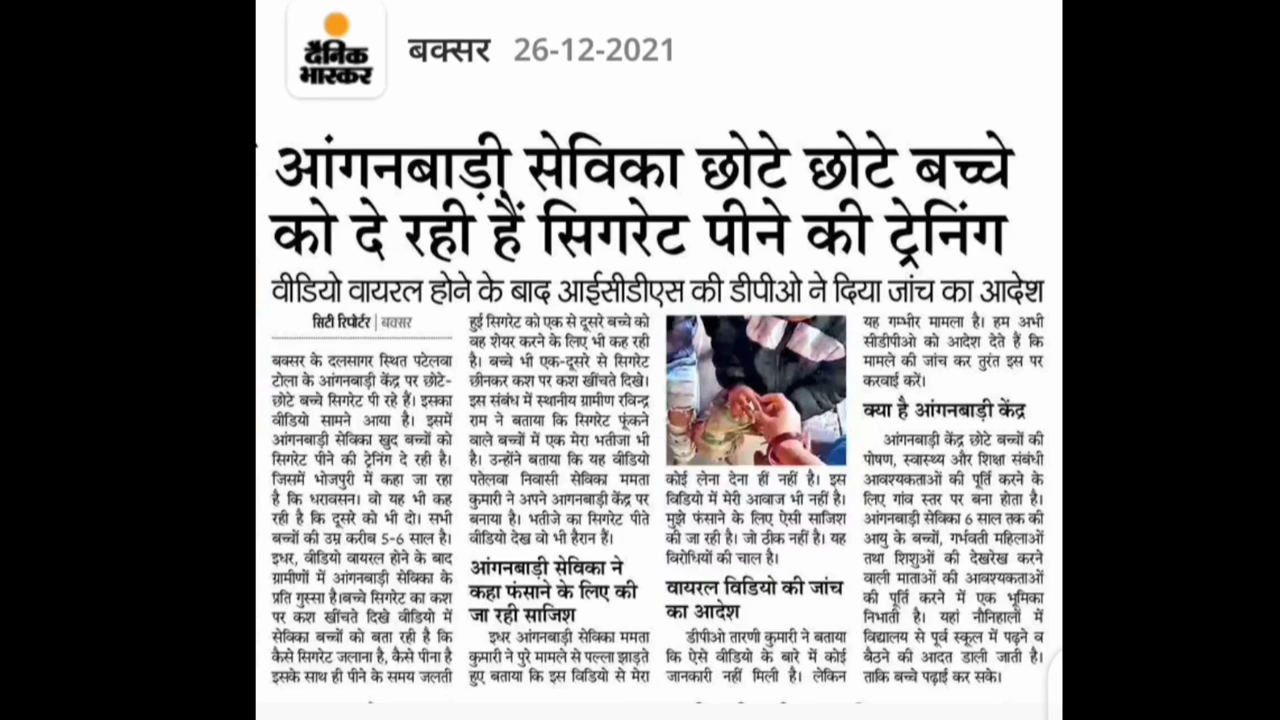 दैनिक
भास्कर
बक्सर 26-12-2021
आंगनबाड़ी सेविका छोटे छोटे बच्चे
को दे रही हैं सिगरेट पीने की ट्रेनिंग
वीडियो वायरल होने के बाद आईसीडीएस की डीपीओ ने दिया जांच का आदेश
सिटी रिपोर्टर | बक्सर
बक्सर के दलसागर स्थित पटेलवा
टोला के आंगनबाड़ी केंद्र पर छोटे-
छोटे बच्चे सिगरेट पी रहे हैं। इसका
वीडियो सामने आया है। इसमें
आंगनबाड़ी सेविका खुद बच्चों को
सिगरेट पीने की ट्रेनिंग दे रही है।
जिसमें भोजपुरी में कहा जा रहा
है कि धरावसन। वो यह भी कह
रही है कि दूसरे को भी दो। सभी
बच्चों की उम्र करीब 5-6 साल है।
इधर, वीडियो वायरल होने के बाद
ग्रामीणों में आंगनबाड़ी सेविका के
प्रति गुस्सा है।बच्चे सिगरेट का कश
पर कश खींचते दिखे वीडियो में
सेविका बच्चों को बता रही है कि
कैसे सिगरेट जलाना है, कैसे पीना है
इसके साथ ही पीने के समय जलती
हुई सिगरेट को एक से दूसरे बच्चे को
वह शेयर करने के लिए भी कह रही
है। बच्चे भी एक-दूसरे से सिगरेट
छीनकर कश पर कश खींचते दिखे।
इस संबंध में स्थानीय ग्रामीण रविन्द्र
राम ने बताया कि सिगरेट फूंकने
वाले बच्चों में एक मेरा भतीजा भी
है। उन्होंने बताया कि यह वीडियो
पतेलवा निवासी सेविका ममता
कुमारी ने अपने आगनबाड़ी केंद्र पर
बनाया है। भतीजे का सिगरेट पीते
वीडियो देख वो भी हैरान हैं।
आंगनबाड़ी सेविका ने
कहा फंसाने के लिए की
जा रही साजिश
इधर आंगनबाड़ी सेविका ममता
कुमारी ने पुरे मामले से पल्ला झाड़ते
हुए बताया कि इस विडियो से मेरा
कोई लेना देना हीं नहीं है। इस
विडियो में मेरी आवाज भी नहीं है।
मुझे फंसाने के लिए ऐसी साजिश
की जा रही है। जो ठीक नहीं है। यह
विरोधियों की चाल है।
वायरल विडियो की जांच
का आदेश
डीपीओ तारणी कुमारी ने बताया
कि ऐसे वीडियो के बारे में कोई
जानकारी नहीं मिली है। लेकिन
यह गम्भीर मामला है। हम अभी
सीडीपीओ को आदेश देते हैं कि
मामले की जांच कर तुरंत इस पर
करवाई करें।
क्या है आंगनबाड़ी केंद्र
आंगनबाड़ी केंद्र छोटे बच्चों की
पोषण, स्वास्थ्य और शिक्षा संबंधी
आवश्यकताओं की पूर्ति करने के
लिए गांव स्तर पर बना होता है।
आंगनबाड़ी सेविका 6 साल तक की
आयु के बच्चों, गर्भवती महिलाओं
तथा शिशुओं की देखरेख करने
वाली माताओं की आवश्यकताओं
की पूर्ति करने में एक भूमिका
निभाती है। यहां नौनिहालों में
विद्यालय से पूर्व स्कूल में पढ़ने व
बैठने की आदत डाली जाती है।
ताकि बच्चे पढ़ाई कर सके।